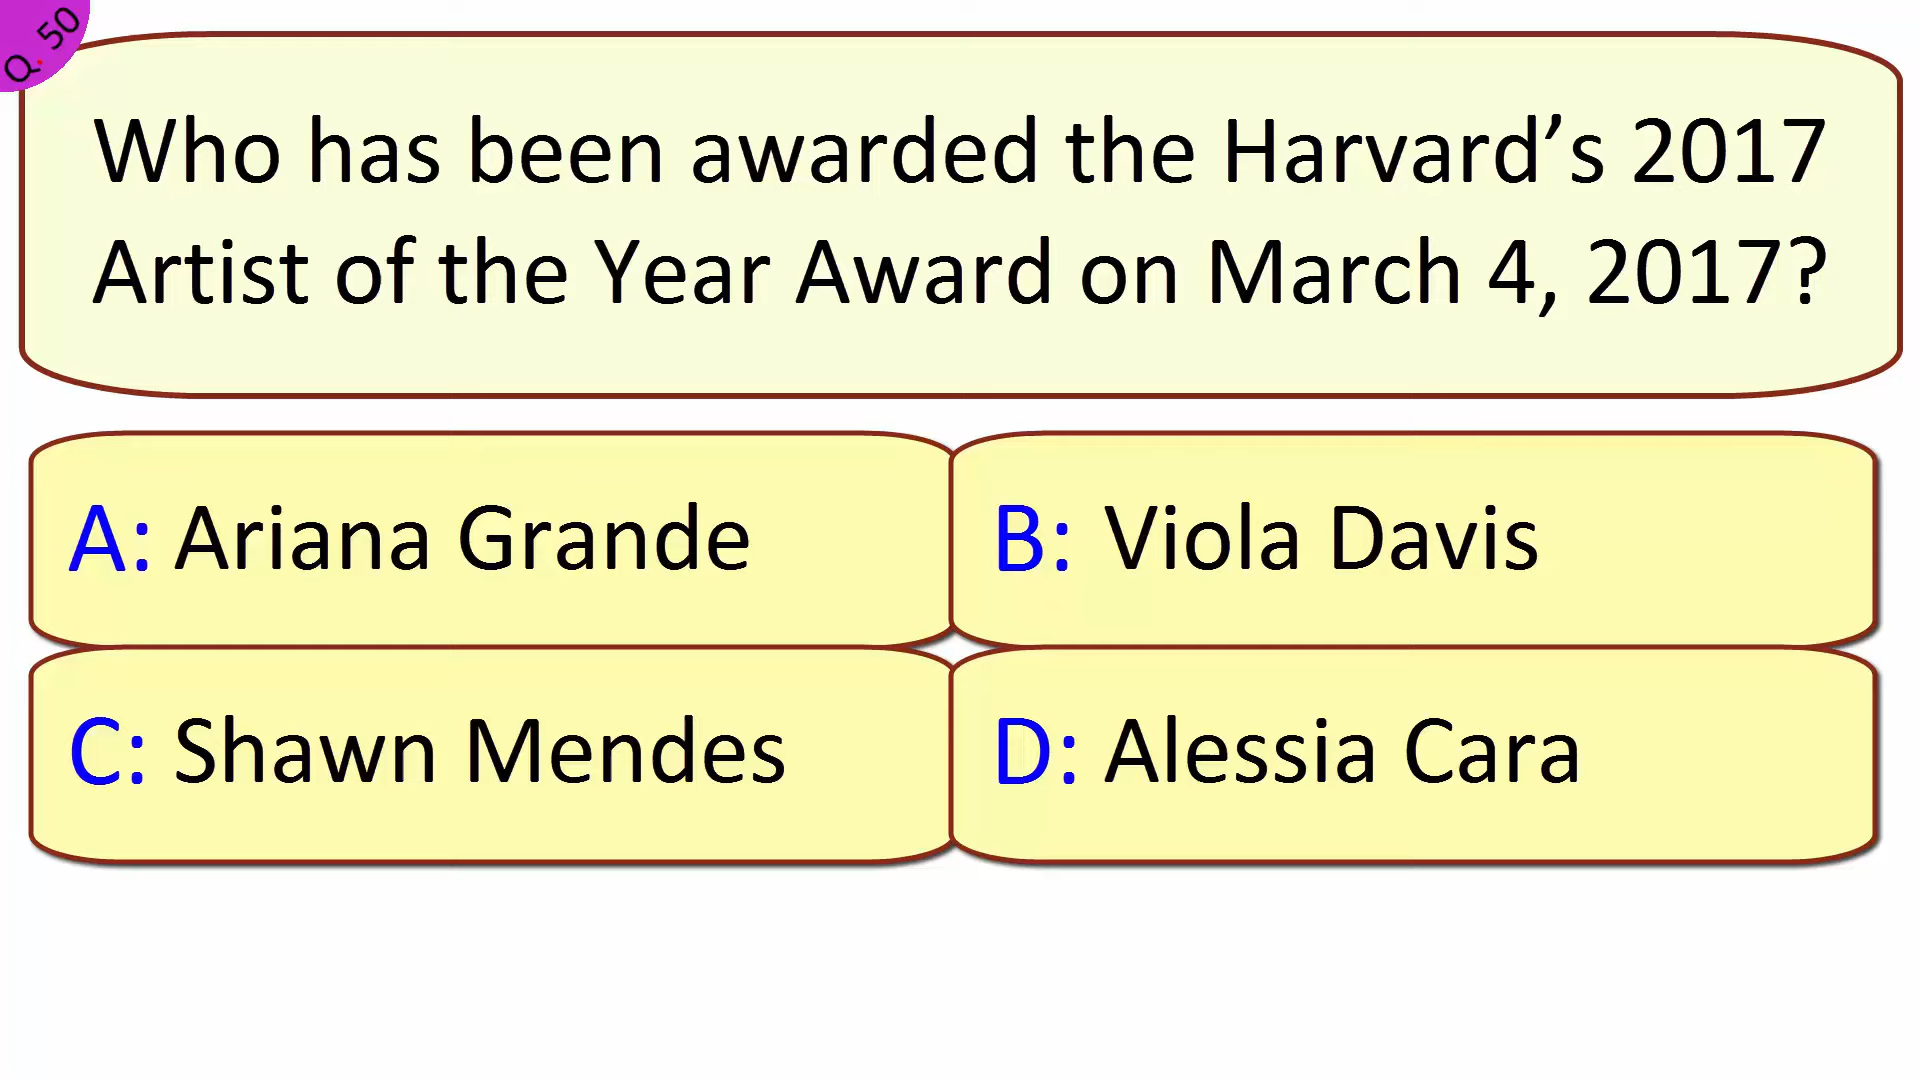 Q. 50
Who has been awarded the Harvard’s 2017
Artist of the Year Award on March 4, 2017?
A: Ariana Grande
B: Viola Davis
C: Shawn Mendes
D: Alessia Cara